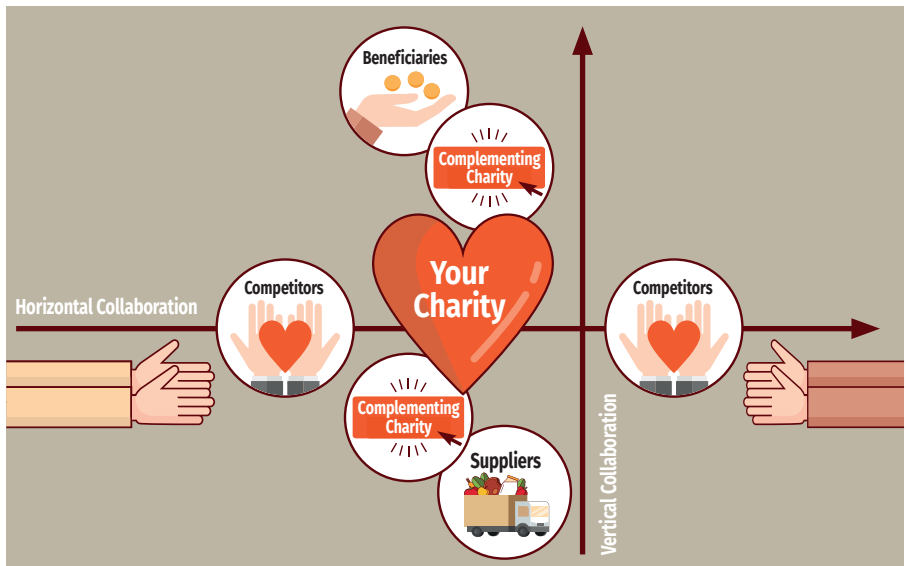 Beneficiaries
Complementing
Charity
Your
Charity
Horizontal Collaboration
Competitors
Competitors
Complementing
Charity
Suppliers
Vertical Collaboration